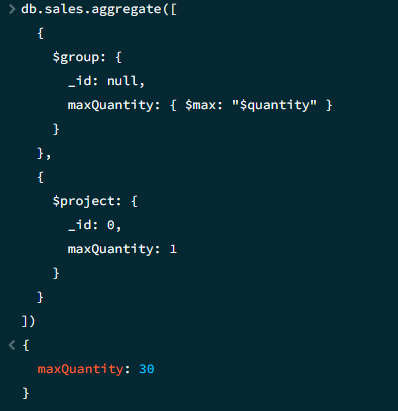 > db.sales.aggregate([
{
$group: {
_id: null,
maxQuantity: { $max: "$quantity" }
}
},
{
$project: {
_id: 0,
maxQuantity: 1
}
}
])
< {
maxQuantity: 30
}